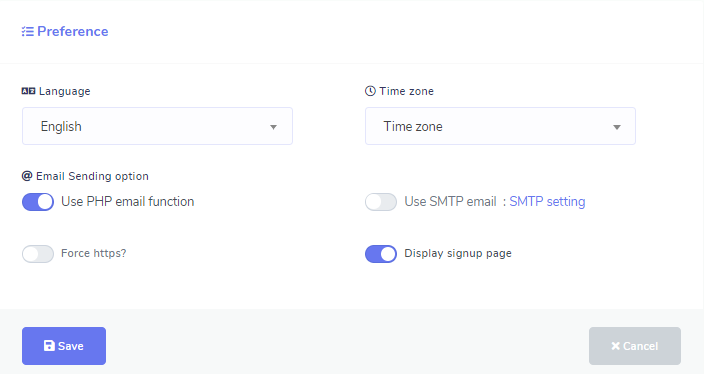 Preference
Language
Time zone
English
Time zone
@ Email Sending option
Use PHP email function
Use SMTP email : SMTP setting
Force https?
Display signup page
Save
Cancel